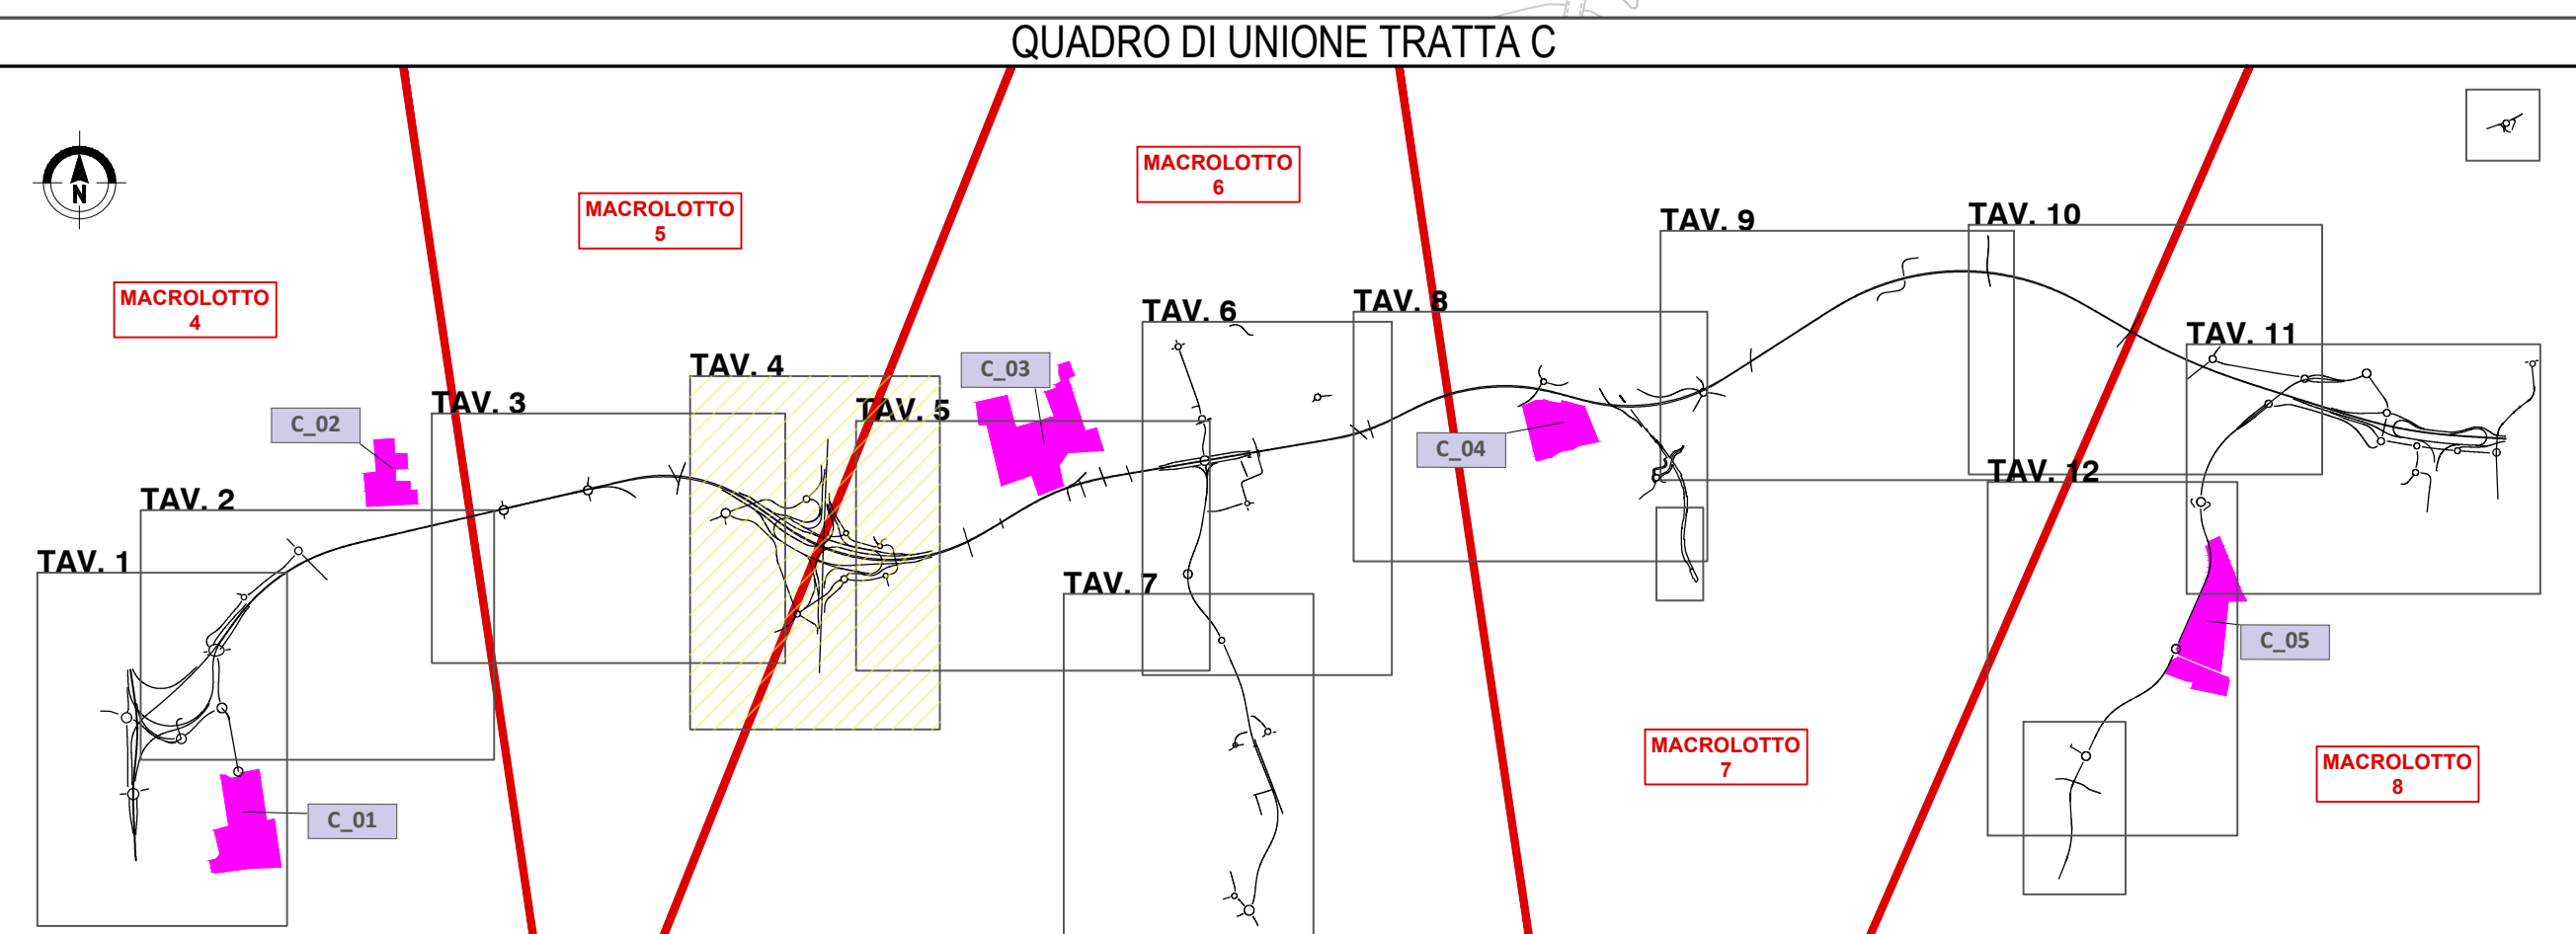 QUADRO DI UNIONE TRATTA C
N
MACROLOTTO
4
MACROLOTTO
5
MACROLOTTO
6
MACROLOTTO
7
MACROLOTTO
8
TAV. 1
TAV. 2
TAV. 3
TAV. 4
TAV. 5
TAV. 6
TAV. 7
TAV. 8
TAV. 9
TAV. 10
TAV. 11
TAV. 12
C_01
C_02
C_03
C_04
C_05